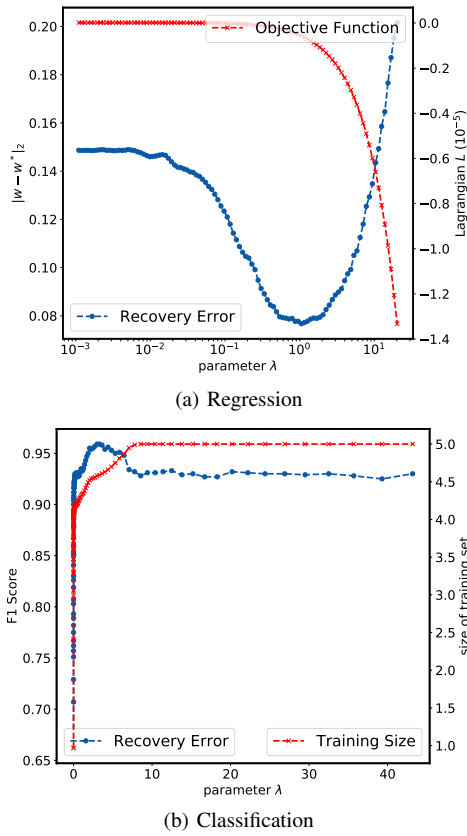 0.20
0.18
0.16
0.14
0.12
0.10
0.08
|w − w*|₂
Objective Function
Recovery Error
0.0
−0.2
−0.4
−0.6
−0.8
−1.0
−1.2
−1.4
Lagrangian L (10⁻⁵)
10⁻³ 10⁻² 10⁻¹ 10⁰ 10¹
parameter λ
(a) Regression
0.95
0.90
0.85
0.80
0.75
0.70
0.65
F1 Score
Recovery Error
Training Size
5.0
4.5
4.0
3.5
3.0
2.5
2.0
1.5
1.0
size of training set
0 10 20 30 40
parameter λ
(b) Classification